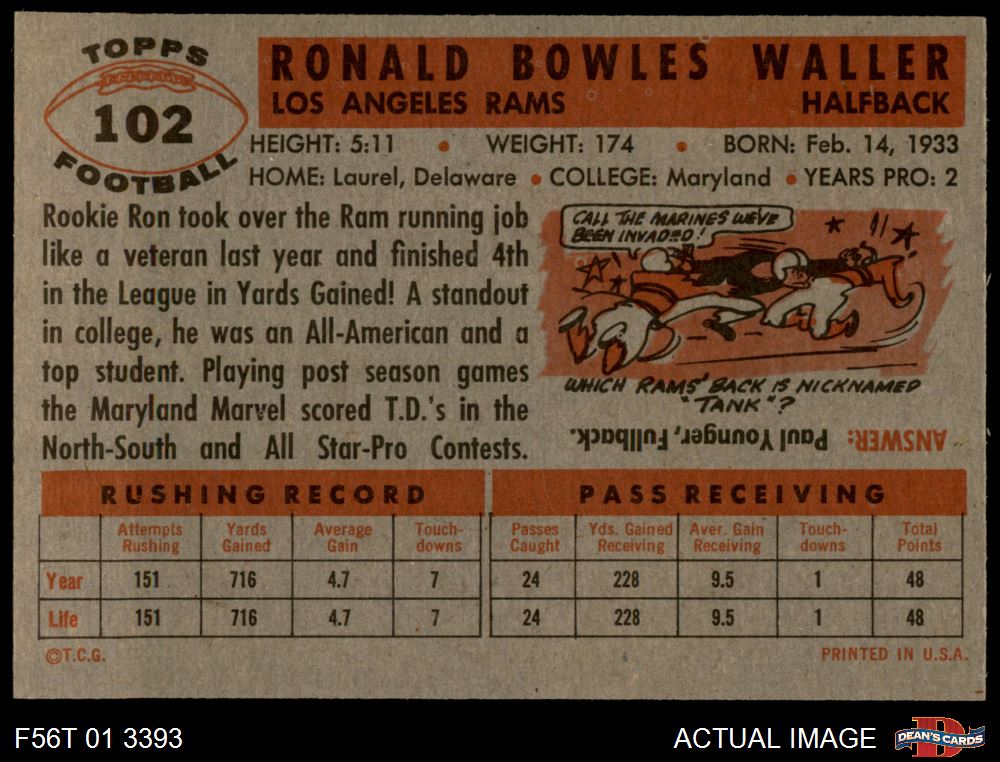 TOPPS
102
FOOTBALL
RONALD BOWLES WALLER
LOS ANGELES RAMS HALFBACK
HEIGHT: 5:11 • WEIGHT: 174 • BORN: Feb. 14, 1933
HOME: Laurel, Delaware • COLLEGE: Maryland • YEARS PRO: 2
Rookie Ron took over the Ram running job
like a veteran last year and finished 4th
in the League in Yards Gained! A standout
in college, he was an All-American and a
top student. Playing post season games
the Maryland Marvel scored T.D.'s in the
North-South and All Star-Pro Contests.
CALL THE MARINES WE'VE
BEEN INVADED!
WHICH RAMS' BACK IS NICKNAMED
"TANK"?
ANSWER: Paul Younger, Fullback.
RUSHING RECORD
Attempts Rushing Yards Gained Average Gain Touch-downs
Year 151 716 4.7 7
Life 151 716 4.7 7
PASS RECEIVING
Passes Caught Yds. Gained Receiving Aver. Gain Receiving Touch-downs Total Points
24 228 9.5 1 48
24 228 9.5 1 48
©T.C.G. PRINTED IN U.S.A.
F56T 01 3393 ACTUAL IMAGE DEAN'S CARDS